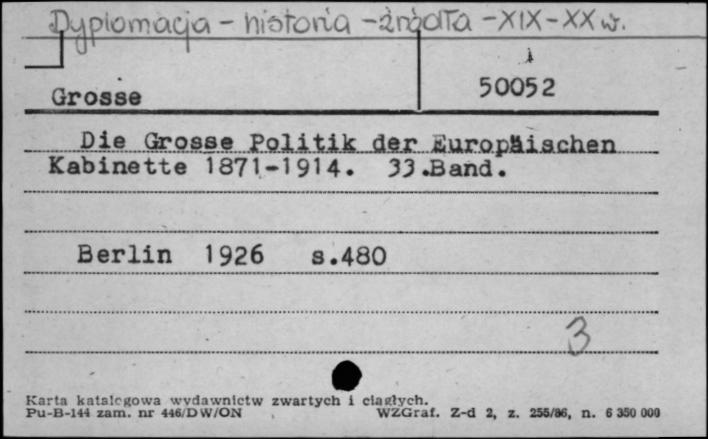 Dyplomacja - historia - źródła - XIX - XX w.
50052
Grosse
Die Grosse Politik der Europäischen
Kabinette 1871-1914. 33.Band.
Berlin 1926 s.480
3
Karta katalogowa wydawnictw zwartych i ciągłych.
Pu-B-144 zam. nr 446/DW/ON WZGraf. Z-d 2, z. 255/86, n. 6 350 000